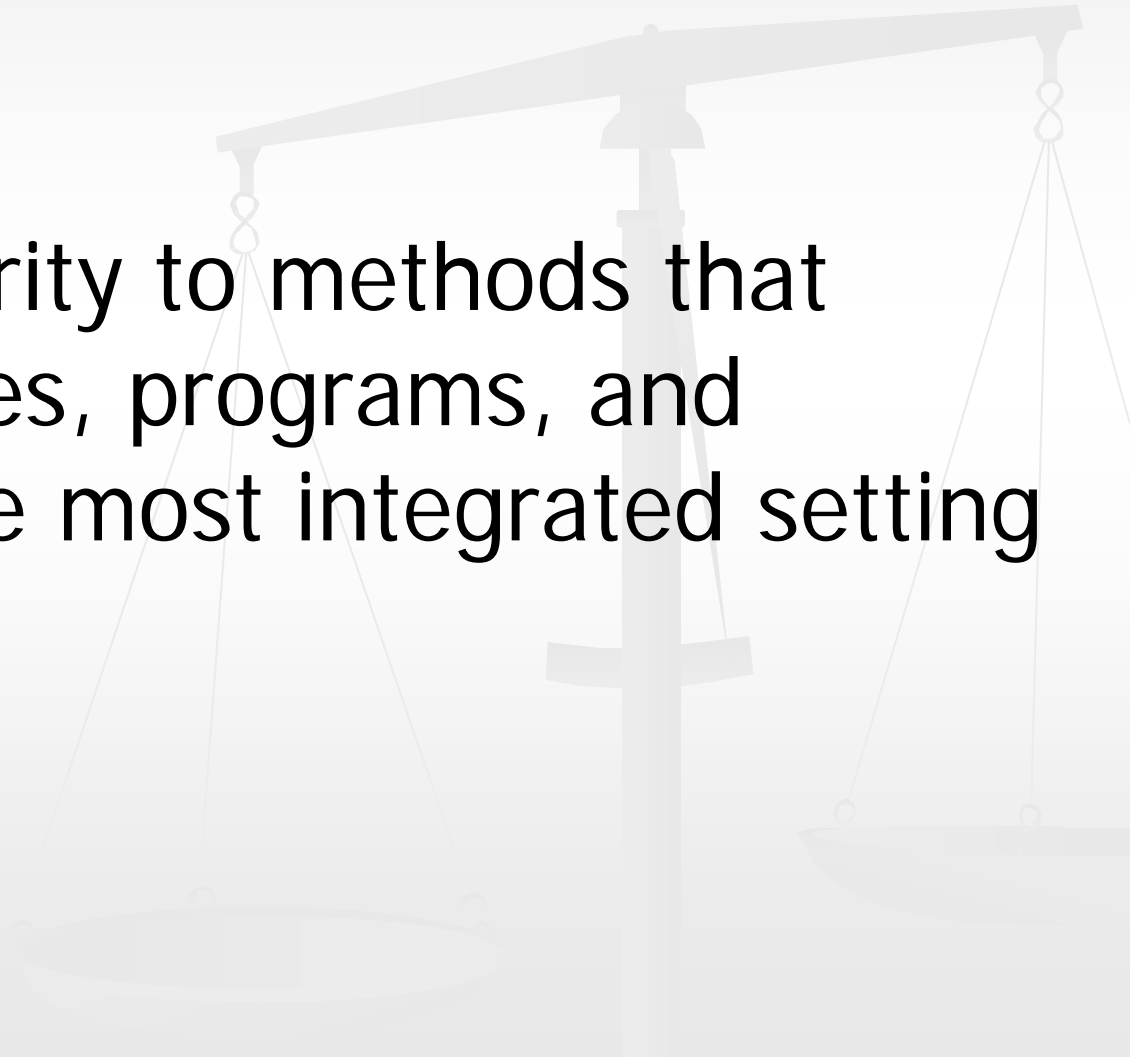 rity to methods that
es, programs, and
e most integrated setting